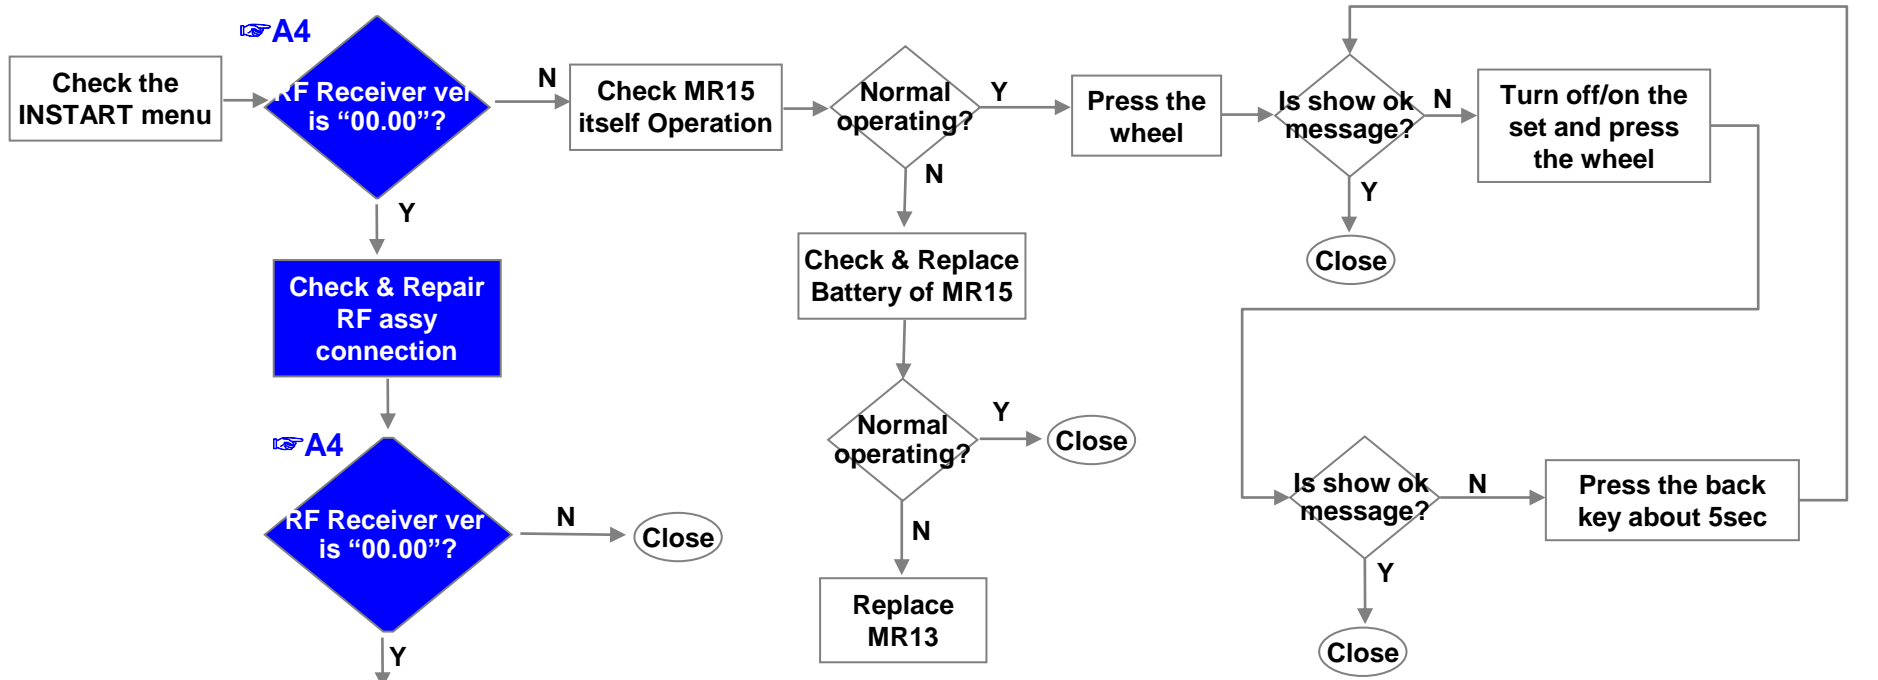 ☞A4
Check the
INSTART menu
RF Receiver ver
is “00.00”?
N
Check MR15
itself Operation
Normal
operating?
Y
Press the
wheel
Is show ok
message?
N
Turn off/on the
set and press
the wheel
Y
N
Y
Close
Check & Repair
RF assy
connection
Check & Replace
Battery of MR15
☞A4
RF Receiver ver
is “00.00”?
N
Close
Y
Normal
operating?
Y
Close
N
Replace
MR13
Is show ok
message?
N
Press the back
key about 5sec
Y
Close